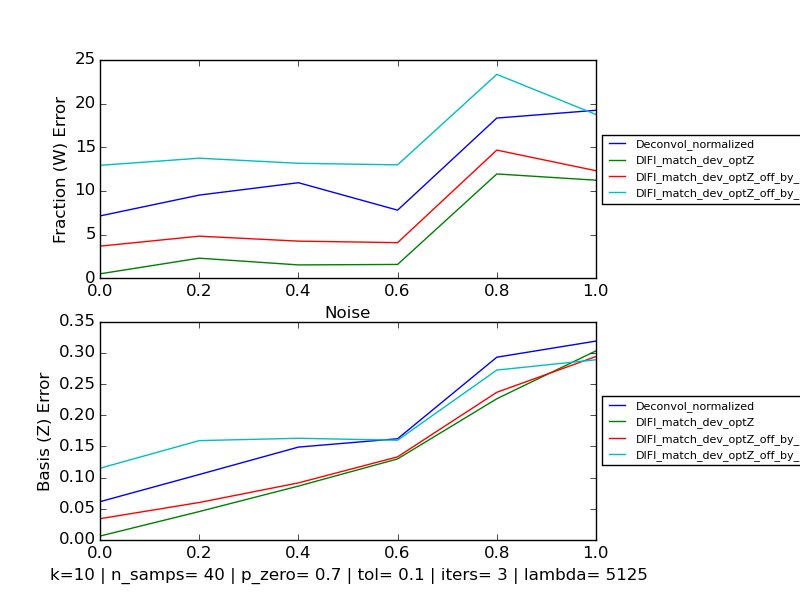 25
20
15
10
5
0
Fraction (W) Error
0.0 0.2 0.4 0.6 0.8 1.0
Noise
Deconvol_normalized
DIFI_match_dev_optZ
DIFI_match_dev_optZ_off_by_
DIFI_match_dev_optZ_off_by_
0.35
0.30
0.25
0.20
0.15
0.10
0.05
0.00
Basis (Z) Error
0.0 0.2 0.4 0.6 0.8 1.0
Deconvol_normalized
DIFI_match_dev_optZ
DIFI_match_dev_optZ_off_by_
DIFI_match_dev_optZ_off_by_
k=10 | n_samps= 40 | p_zero= 0.7 | tol= 0.1 | iters= 3 | lambda= 5125